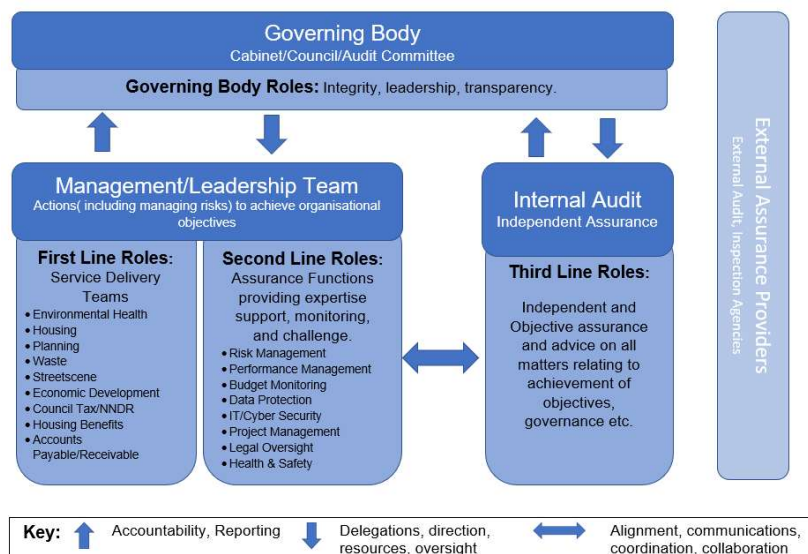 Governing Body
Cabinet/Council/Audit Committee
Governing Body Roles: Integrity, leadership, transparency.
Management/Leadership Team
Actions( including managing risks) to achieve organisational
objectives
First Line Roles:
Service Delivery
Teams
• Environmental Health
• Housing
• Planning
• Waste
• Streetscene
• Economic Development
• Council Tax/NNDR
• Housing Benefits
• Accounts
Payable/Receivable
Second Line Roles:
Assurance Functions
providing expertise
support, monitoring,
and challenge.
• Risk Management
• Performance Management
• Budget Monitoring
• Data Protection
• IT/Cyber Security
• Project Management
• Legal Oversight
• Health & Safety
Internal Audit
Independent Assurance
Third Line Roles:
Independent and
Objective assurance
and advice on all
matters relating to
achievement of
objectives,
governance etc.
External Assurance Providers
External Audit, Inspection Agencies
Key:
Accountability, Reporting
Delegations, direction,
resources, oversight
Alignment, communications,
coordination, collaboration